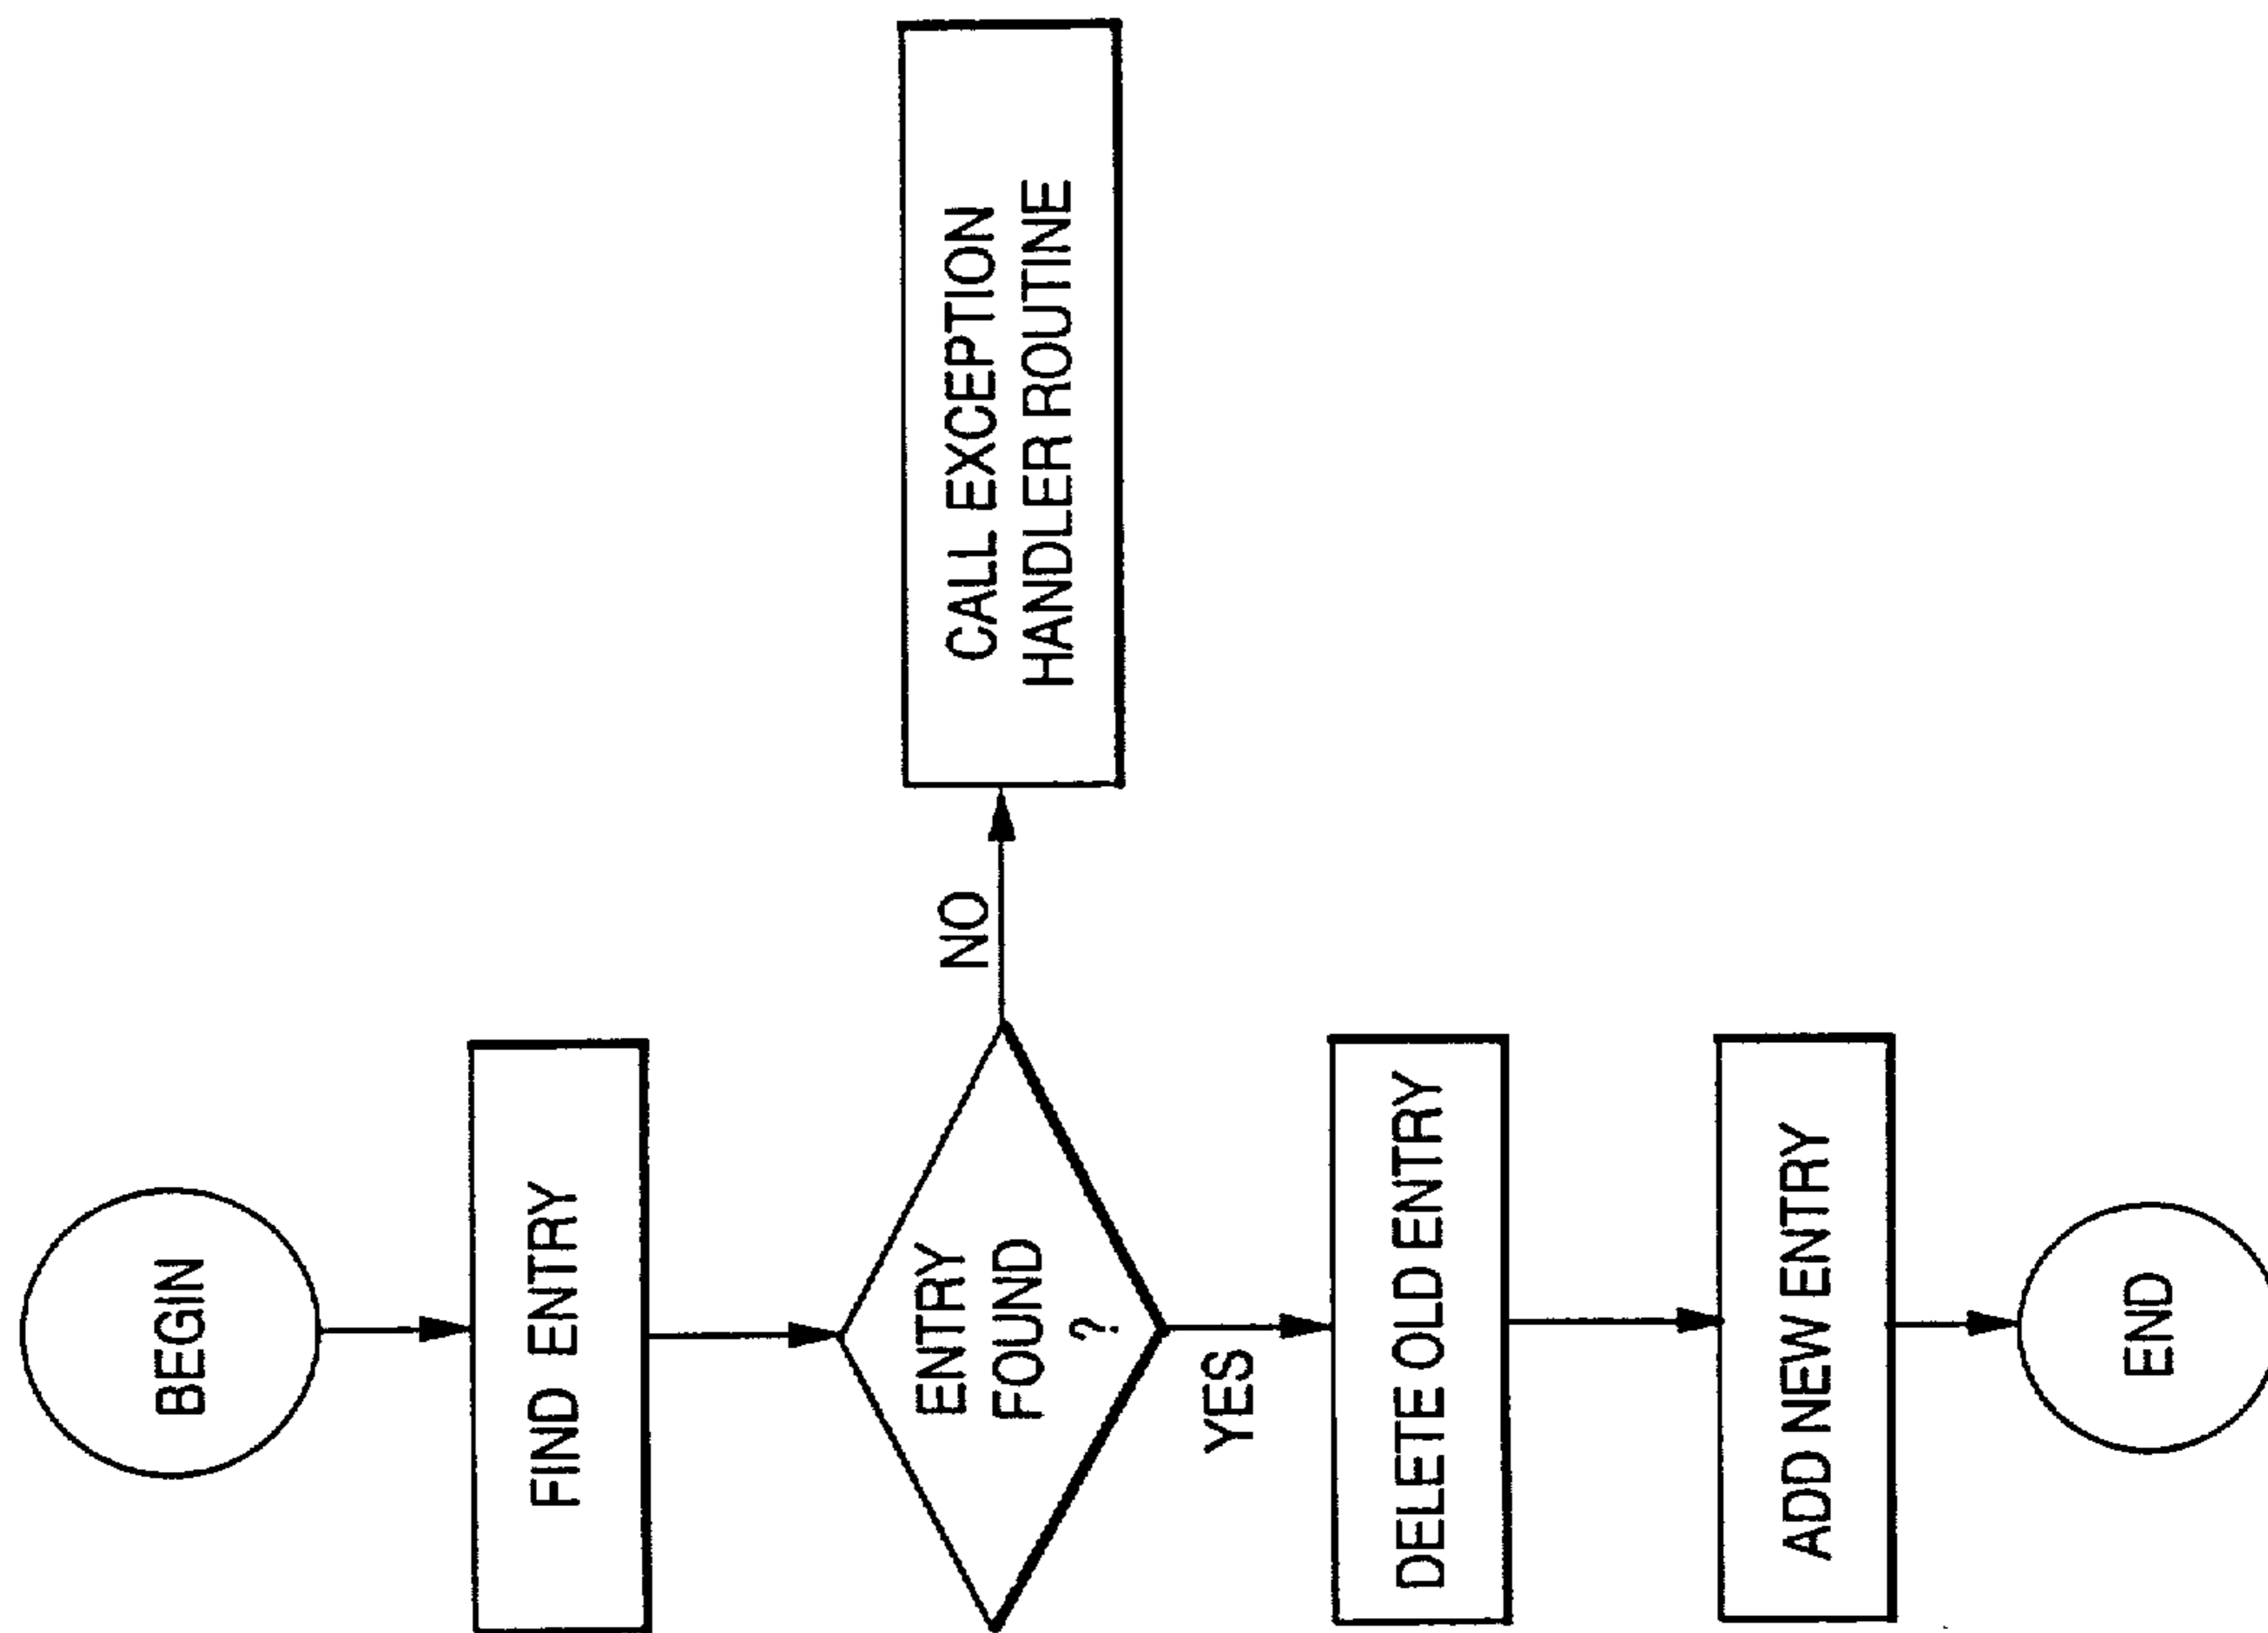 BEGIN
FIND ENTRY
ENTRY
FOUND
?
NO
CALL EXCEPTION
HANDLER ROUTINE
YES
DELETE OLD ENTRY
ADD NEW ENTRY
END